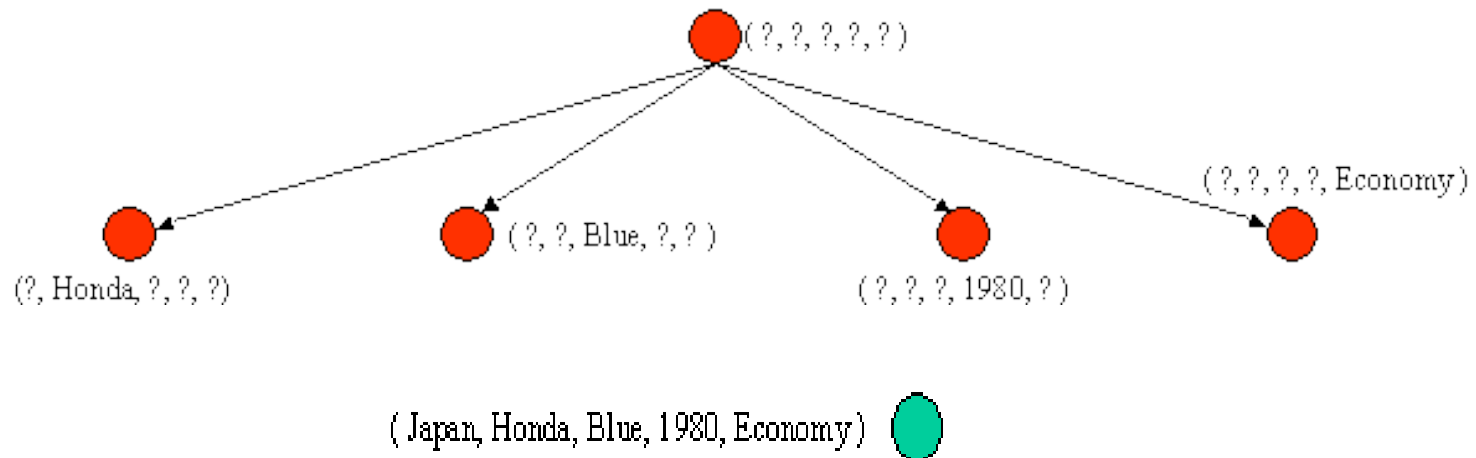 ( ?, ?, ?, ?, ? )
( ?, ?, ?, ?, Economy )
( ?, ?, Blue, ?, ? )
(?, Honda, ?, ?, ?)
( ?, ?, ?, 1980, ? )
( Japan, Honda, Blue, 1980, Economy )